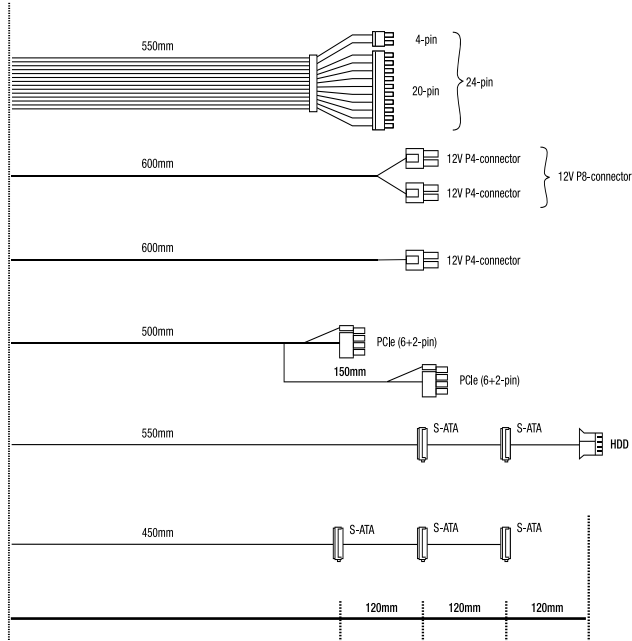 550mm
4-pin
20-pin
24-pin
600mm
12V P4-connector
12V P4-connector
12V P8-connector
600mm
12V P4-connector
500mm
PCIe (6+2-pin)
150mm
PCIe (6+2-pin)
550mm
S-ATA
S-ATA
HDD
450mm
S-ATA
S-ATA
S-ATA
120mm
120mm
120mm